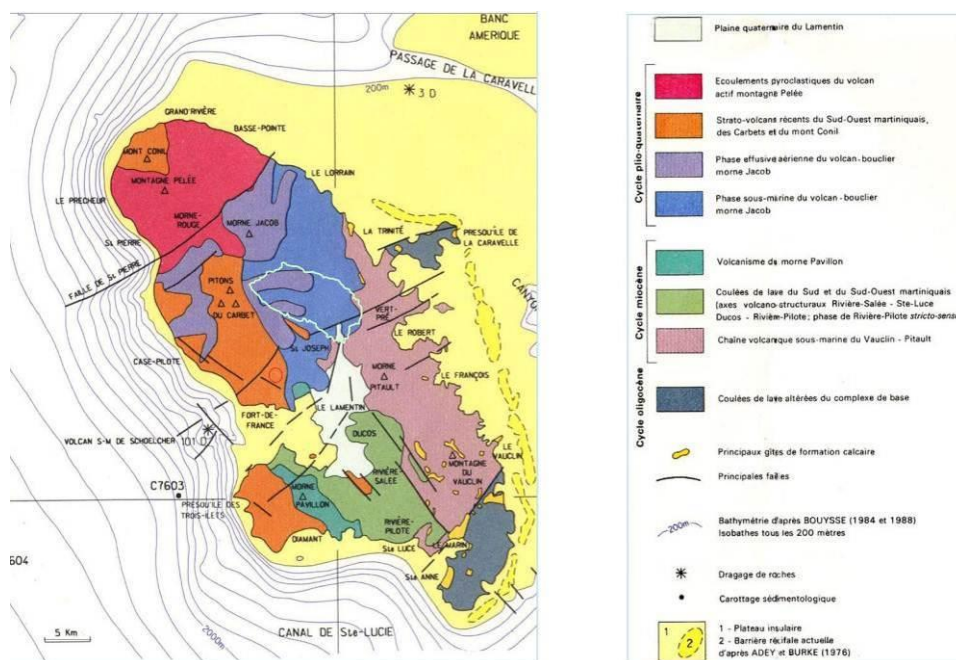 BANC
AMERIQUE
PASSAGE DE LA CARAVELLE
200m
3 D
GRAND'RIVIÈRE
BASSE-POINTE
MONT CONIL
MONTAGNE PELÉE
LE LORRAIN
LE PRÊCHEUR
MORNE-
ROUGE
MORNE JACOB
LA TRINITÉ
PRESQU'ILE DE
LA CARAVELLE
St PIERRE
FAILLE DE St PIERRE
PITONS
DU CARBET
CANYO
VERT-
PRÉ
LE ROBERT
St JOSEPH
CASE-PILOTE
MORNE
PITAULT
LE FRANÇOIS
FORT-DE-
FRANCE
LE LAMENTIN
VOLCAN S-M DE SCHOELCHER
101 D
DUCOS
LE
VAUCLIN
MONTAGNE
DU
VAUCLIN
C7603
RIVIÈRE
SALÉE
PRESQU'ILE DES
TROIS-ILETS
MORNE
PAVILLON
RIVIÈRE-
PILOTE
DIAMANT
Ste LUCE
LE MARIN
Ste ANNE
604
5 Km
2000m
CANAL DE Ste-LUCIE
Plaine quaternaire du Lamentin
Cycle plio-quaternaire
Ecoulements pyroclastiques du volcan
actif montagne Pelée
Strato-volcans récents du Sud-Ouest martiniquais,
des Carbets et du mont Conil
Phase effusive aérienne du volcan-bouclier
morne Jacob
Phase sous-marine du volcan-bouclier
morne Jacob
Cycle miocène
Volcanisme de morne Pavillon
Coulées de lave du Sud et du Sud-Ouest martiniquais
(axes volcano-structuraux Rivière-Salée - Ste-Luce
Ducos - Rivière-Pilote; phase de Rivière-Pilote stricto-sensu
Chaîne volcanique sous-marine du Vauclin - Pitault
Cycle oligocène
Coulées de lave altérées du complexe de base
Principaux gîtes de formation calcaire
Principales failles
200m
Bathymétrie d'après BOUYSSE (1984 et 1988)
Isobathes tous les 200 mètres
Dragage de roches
Carottage sédimentologique
1
2
1 - Plateau insulaire
2 - Barrière récifale actuelle
d'après ADEY et BURKE (1976)